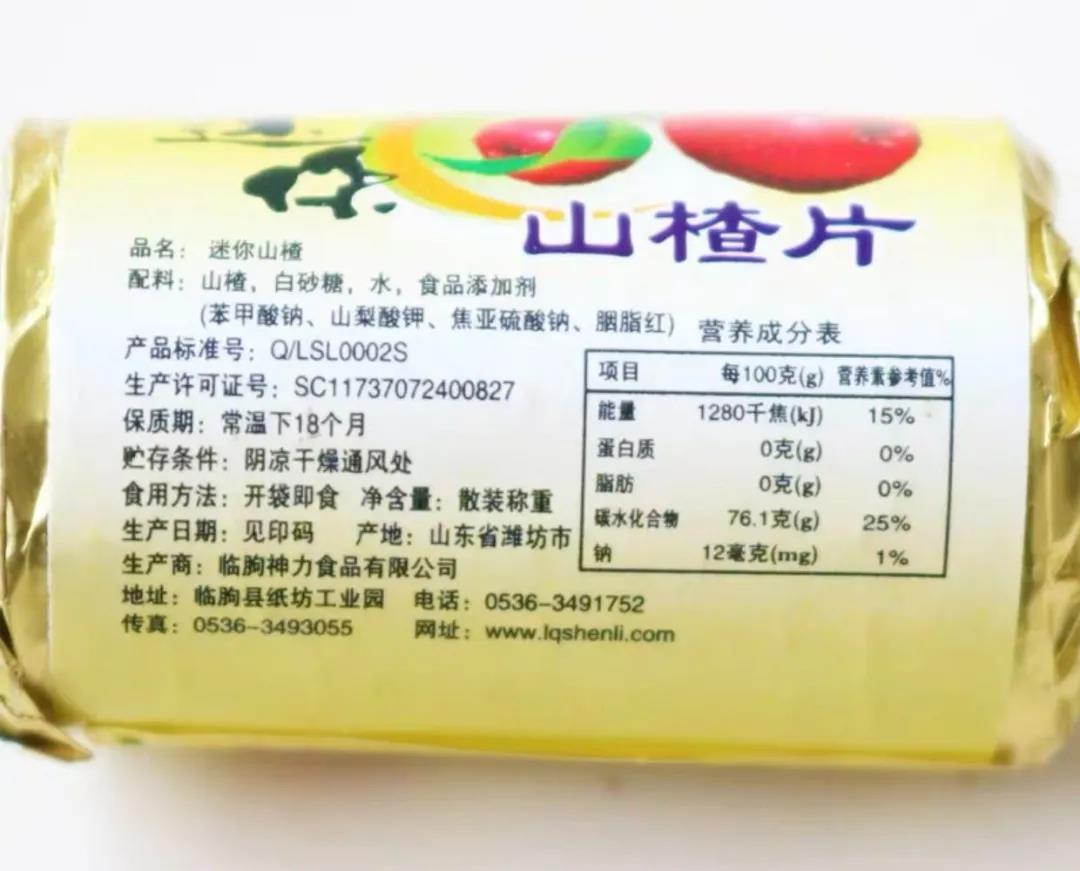 山楂片
品名：迷你山楂
配料：山楂，白砂糖，水，食品添加剂
(苯甲酸钠、山梨酸钾、焦亚硫酸钠、胭脂红)
产品标准号：Q/LSL0002S
生产许可证号：SC11737072400827
保质期：常温下18个月
贮存条件：阴凉干燥通风处
食用方法：开袋即食 净含量：散装称重
生产日期：见印码 产地：山东省潍坊市
生产商：临朐神力食品有限公司
地址：临朐县纸坊工业园 电话：0536-3491752
传真：0536-3493055 网址：www.lqshenli.com
营养成分表
项目 每100克(g) 营养素参考值%
能量 1280千焦(kJ) 15%
蛋白质 0克(g) 0%
脂肪 0克(g) 0%
碳水化合物 76.1克(g) 25%
钠 12毫克(mg) 1%